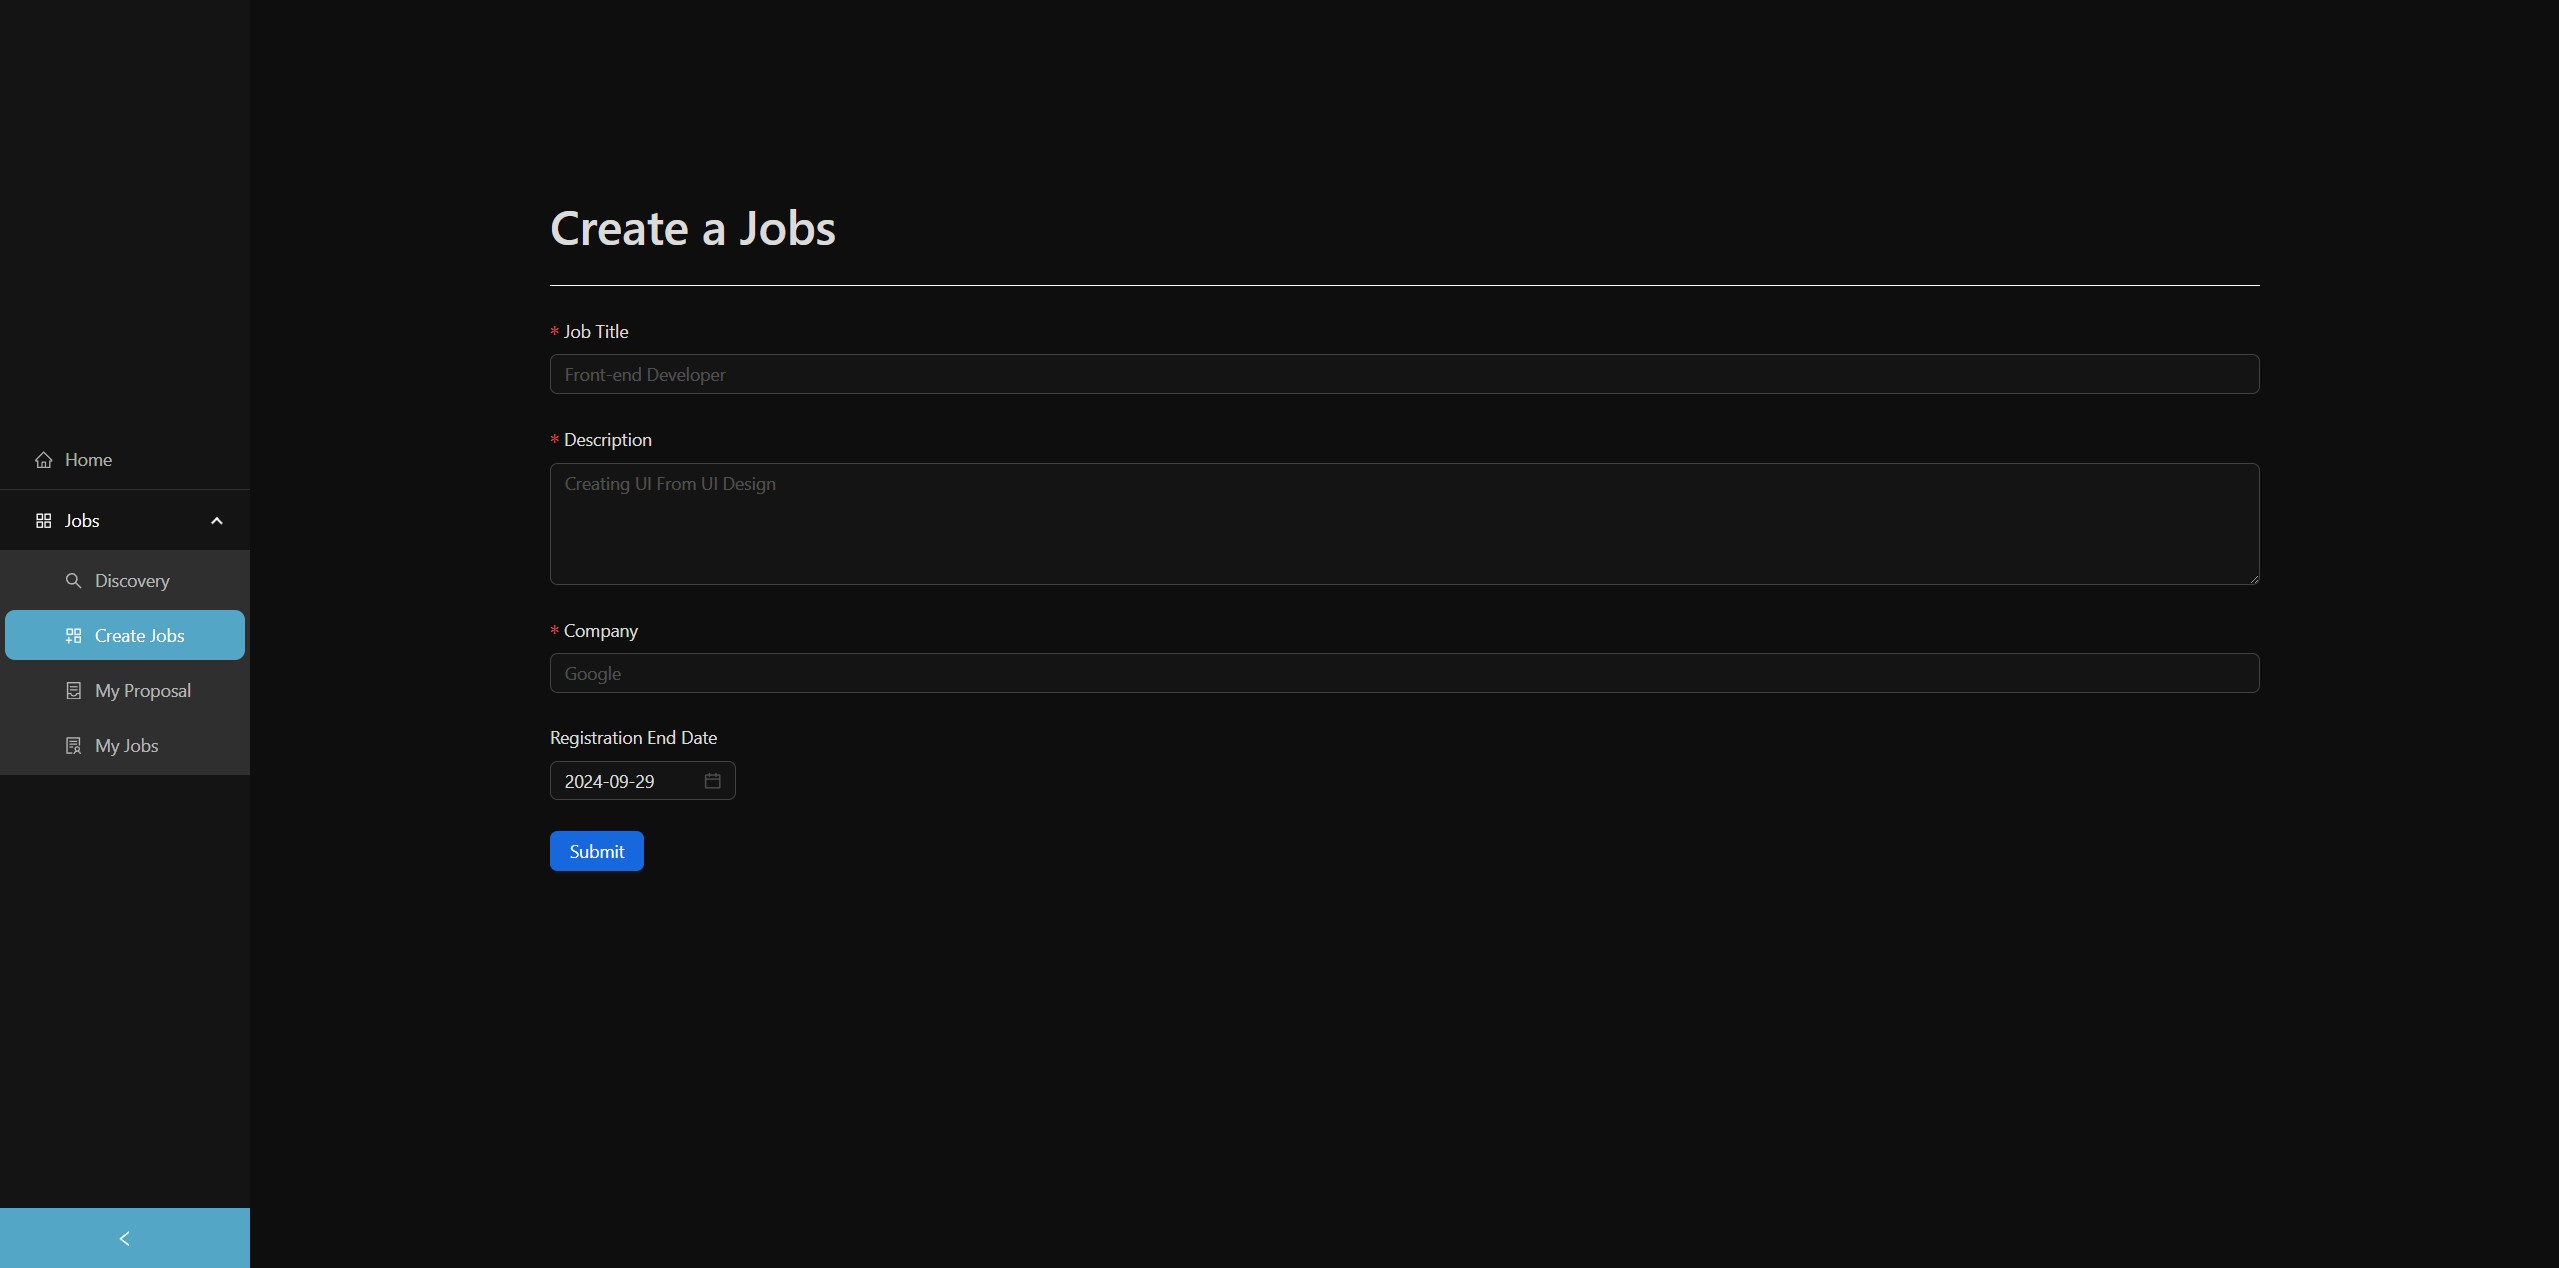 Home
Jobs
Discovery
Create Jobs
My Proposal
My Jobs
Create a Jobs
* Job Title
Front-end Developer
* Description
Creating UI From UI Design
* Company
Google
Registration End Date
2024-09-29
Submit